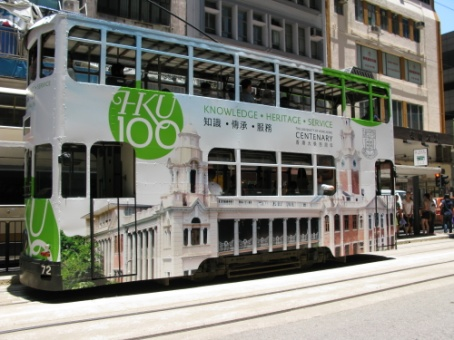 HKU
100
KNOWLEDGE • HERITAGE • SERVICE
知識 • 傳承 • 服務
CENTENARY
72